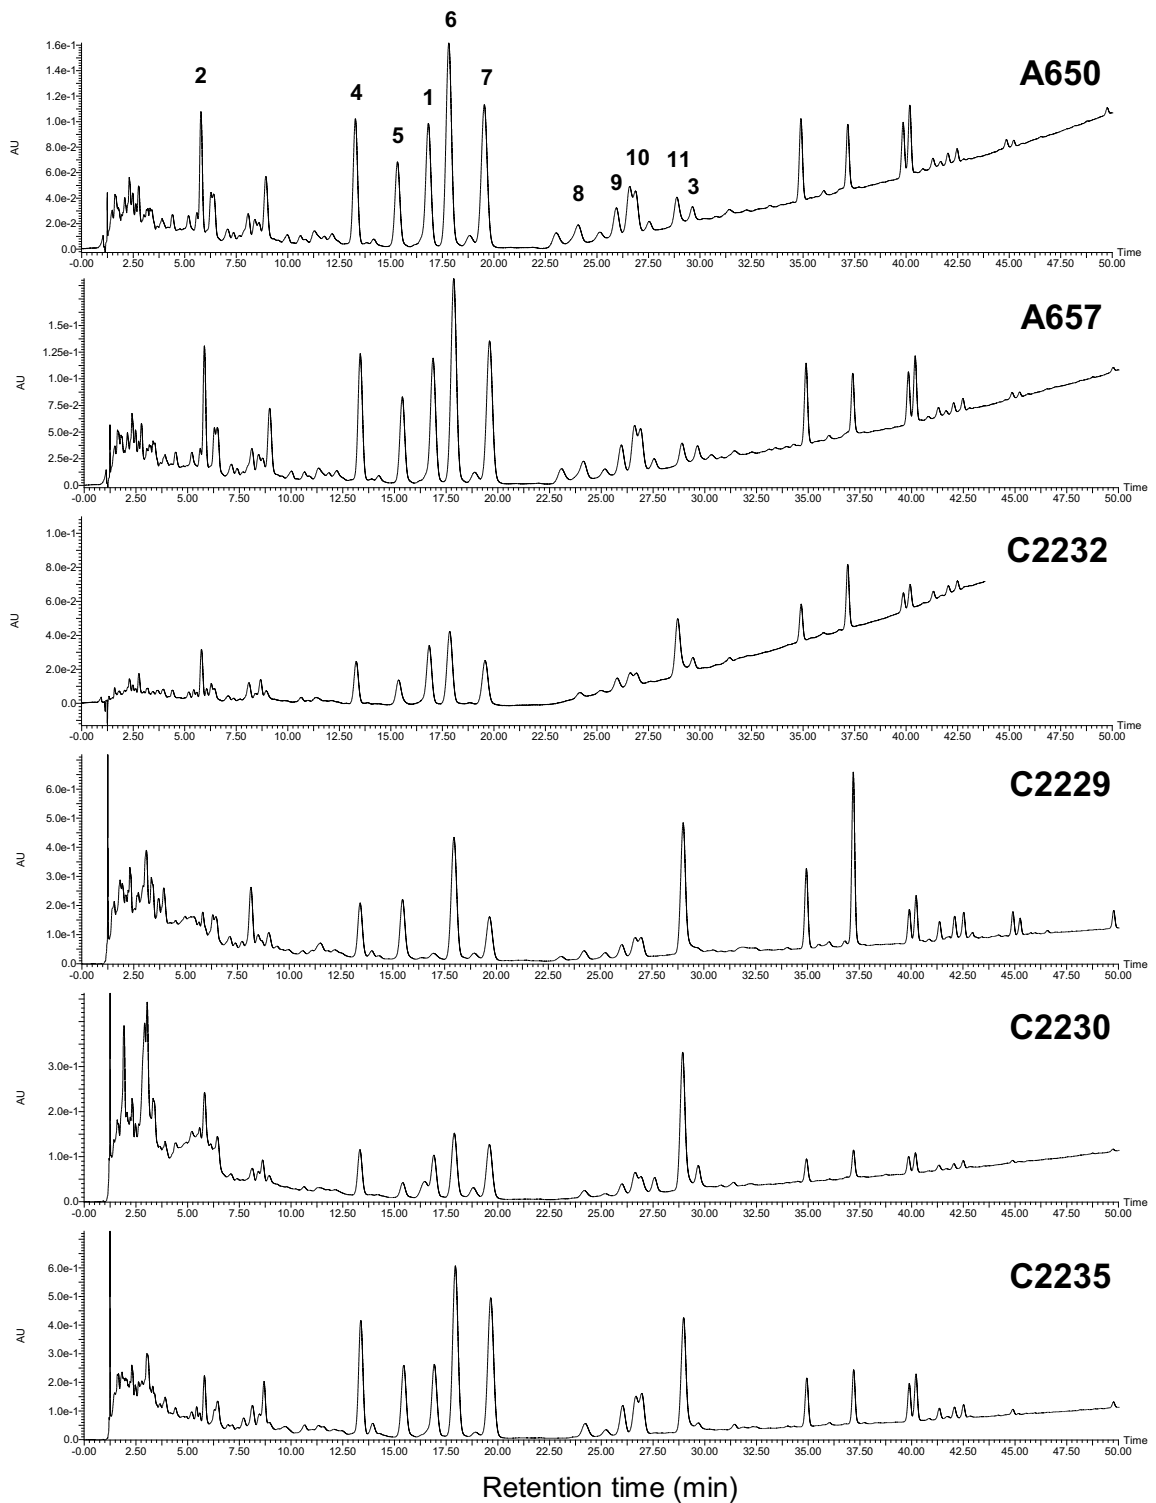 6
2
7
4
1
5
10
11
9
3
8
A650
1.6e-1
1.4e-1
1.2e-1
1.0e-1
8.0e-2
6.0e-2
4.0e-2
2.0e-2
0.0
AU
-0.00 2.50 5.00 7.50 10.00 12.50 15.00 17.50 20.00 22.50 25.00 27.50 30.00 32.50 35.00 37.50 40.00 42.50 45.00 47.50 50.00 Time
A657
1.5e-1
1.25e-1
1.0e-1
7.5e-2
5.0e-2
2.5e-2
0.0
AU
-0.00 2.50 5.00 7.50 10.00 12.50 15.00 17.50 20.00 22.50 25.00 27.50 30.00 32.50 35.00 37.50 40.00 42.50 45.00 47.50 50.00 Time
C2232
1.0e-1
8.0e-2
6.0e-2
4.0e-2
2.0e-2
0.0
AU
-0.00 2.50 5.00 7.50 10.00 12.50 15.00 17.50 20.00 22.50 25.00 27.50 30.00 32.50 35.00 37.50 40.00 42.50 45.00 47.50 50.00 Time
C2229
6.0e-1
5.0e-1
4.0e-1
3.0e-1
2.0e-1
1.0e-1
0.0
AU
-0.00 2.50 5.00 7.50 10.00 12.50 15.00 17.50 20.00 22.50 25.00 27.50 30.00 32.50 35.00 37.50 40.00 42.50 45.00 47.50 50.00 Time
C2230
3.0e-1
2.0e-1
1.0e-1
0.0
AU
-0.00 2.50 5.00 7.50 10.00 12.50 15.00 17.50 20.00 22.50 25.00 27.50 30.00 32.50 35.00 37.50 40.00 42.50 45.00 47.50 50.00 Time
C2235
6.0e-1
5.0e-1
4.0e-1
3.0e-1
2.0e-1
1.0e-1
0.0
AU
-0.00 2.50 5.00 7.50 10.00 12.50 15.00 17.50 20.00 22.50 25.00 27.50 30.00 32.50 35.00 37.50 40.00 42.50 45.00 47.50 50.00 Time
Retention time (min)